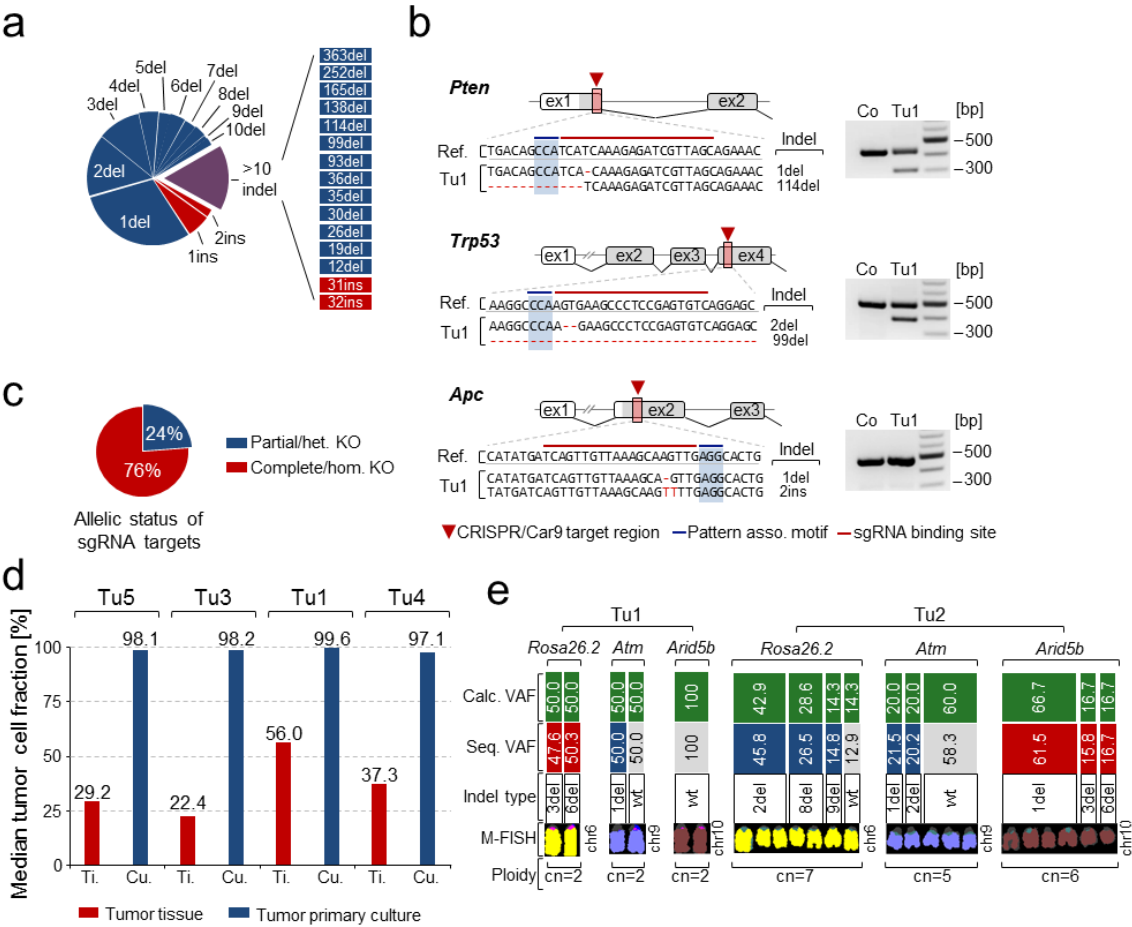 a
5del
7del
4del
6del
8del
3del
9del
10del
2del
>10
indel
1del
2ins
1ins
363del
252del
165del
138del
114del
99del
93del
36del
35del
30del
26del
19del
12del
31ins
32ins
b
Pten
ex1
ex2
Indel
Ref.
TGACAGCCATCATCAAAGAGATCGTTAGCAGAAAC
Tu1
TGACAGCCATCA-CAAAGAGATCGTTAGCAGAAAC
1del
--------------TCAAAGAGATCGTTAGCAGAAAC
114del
Co Tu1 [bp]
–500
–300
Trp53
ex1
ex2
ex3
ex4
Indel
Ref.
AAGGCCCAAGTGAAGCCCTCCGAGTGTCAGGAGC
Tu1
AAGGCCCAA--GAAGCCCTCCGAGTGTCAGGAGC
2del
99del
Co Tu1 [bp]
–500
–300
Apc
ex1
ex2
ex3
Indel
Ref.
CATATGATCAGTTGTTAAAGCAAGTTGAGGCACTG
Tu1
CATATGATCAGTTGTTAAAGCA-GTTGAGGCACTG
1del
TATGATCAGTTGTTAAAGCAAGTTTTGAGGCACTG
2ins
Co Tu1 [bp]
–500
–300
CRISPR/Car9 target region
Pattern asso. motif
sgRNA binding site
c
24%
76%
Partial/het. KO
Complete/hom. KO
Allelic status of
sgRNA targets
d
Median tumor cell fraction [%]
Tu5 Tu3 Tu1 Tu4
100
75
50
25
0
29.2
98.1
22.4
98.2
56.0
99.6
37.3
97.1
Ti. Cu. Ti. Cu. Ti. Cu. Ti. Cu.
Tumor tissue
Tumor primary culture
e
Tu1 Tu2
Rosa26.2 Atm Arid5b Rosa26.2 Atm Arid5b
Calc. VAF 50.0 50.0 50.0 50.0 100 42.9 28.6 14.3 14.3 20.0 20.0 60.0 66.7 16.7 16.7
Seq. VAF 47.6 50.3 50.0 50.0 100 45.8 26.5 14.8 12.9 21.5 20.2 58.3 61.5 15.8 16.7
Indel type 3del 6del 1del wt wt 2del 8del 9del wt 1del 2del wt 1del 3del 6del
M-FISH chr6 chr9 chr10 chr6 chr9 chr10
Ploidy cn=2 cn=2 cn=2 cn=7 cn=5 cn=6